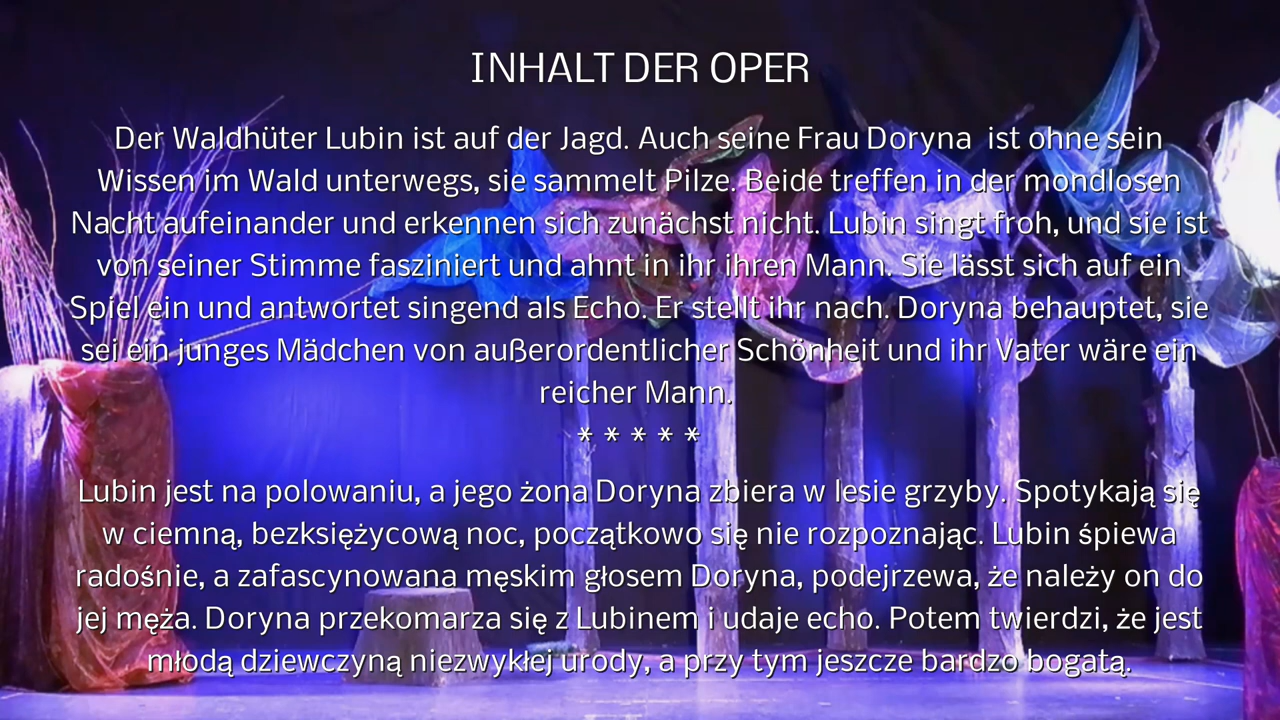 INHALT DER OPER
Der Waldhüter Lubin ist auf der Jagd. Auch seine Frau Doryna  ist ohne sein
Wissen im Wald unterwegs, sie sammelt Pilze. Beide treffen in der mondlosen
Nacht aufeinander und erkennen sich zunächst nicht. Lubin singt froh, und sie ist
von seiner Stimme fasziniert und ahnt in ihr ihren Mann. Sie lässt sich auf ein
Spiel ein und antwortet singend als Echo. Er stellt ihr nach. Doryna behauptet, sie
sei ein junges Mädchen von außerordentlicher Schönheit und ihr Vater wäre ein
reicher Mann.
* * * * *
Lubin jest na polowaniu, a jego żona Doryna zbiera w lesie grzyby. Spotykają się
w ciemną, bezksiężycową noc, początkowo się nie rozpoznając. Lubin śpiewa
radośnie, a zafascynowana męskim głosem Doryna, podejrzewa, że należy on do
jej męża. Doryna przekomarza się z Lubinem i udaje echo. Potem twierdzi, że jest
młodą dziewczyną niezwykłej urody, a przy tym jeszcze bardzo bogatą.